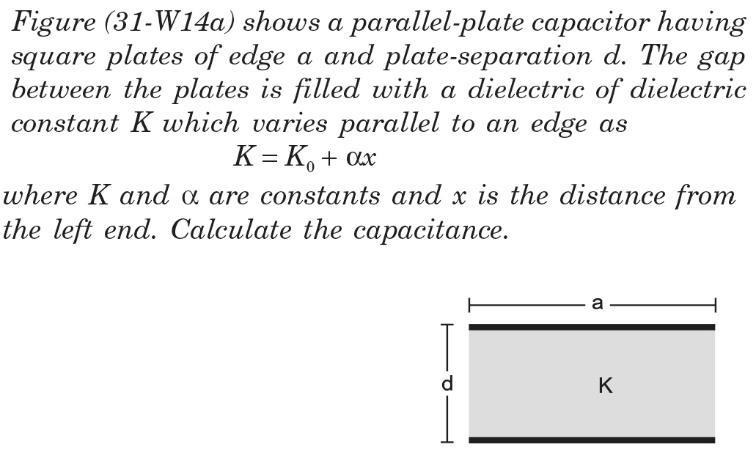 Figure (31-W14a) shows a parallel-plate capacitor having
square plates of edge a and plate-separation d. The gap
between the plates is filled with a dielectric of dielectric
constant K which varies parallel to an edge as
K = K₀ + αx
where K and α are constants and x is the distance from
the left end. Calculate the capacitance.
a
d
K